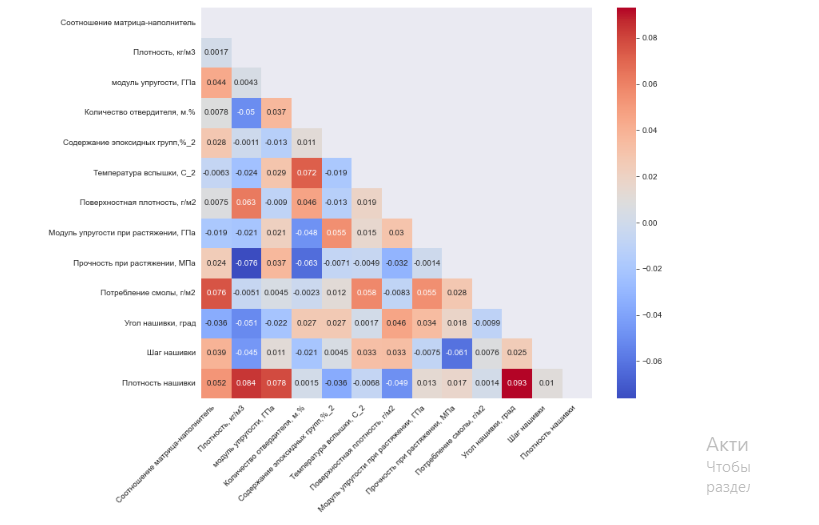 Соотношение матрица-наполнитель
Плотность, кг/м3 0.0017
модуль упругости, ГПа 0.044 0.0043
Количество отвердителя, м.% 0.0078 -0.05 0.037
Содержание эпоксидных групп,%_2 0.028 -0.0011 -0.013 0.011
Температура вспышки, С_2 -0.0063 -0.024 0.029 0.072 -0.019
Поверхностная плотность, г/м2 0.0075 0.063 -0.009 0.046 -0.013 0.019
Модуль упругости при растяжении, ГПа -0.019 -0.021 0.021 -0.048 0.055 0.015 0.03
Прочность при растяжении, МПа 0.024 -0.076 0.037 -0.063 -0.0071 -0.0049 -0.032 -0.0014
Потребление смолы, г/м2 0.076 -0.0051 0.0045 -0.0023 0.012 0.058 -0.0083 0.055 0.028
Угол нашивки, град -0.036 -0.051 -0.022 0.027 0.027 0.0017 0.046 0.034 0.018 -0.0099
Шаг нашивки 0.039 -0.045 0.011 -0.021 0.0045 0.033 0.033 -0.0075 -0.061 0.0076 0.025
Плотность нашивки 0.052 0.084 0.078 0.0015 -0.036 -0.0068 -0.049 0.013 0.017 0.0014 0.093 0.01
Соотношение матрица-наполнитель
Плотность, кг/м3
модуль упругости, ГПа
Количество отвердителя, м.%
Содержание эпоксидных групп,%_2
Температура вспышки, С_2
Поверхностная плотность, г/м2
Модуль упругости при растяжении, ГПа
Прочность при растяжении, МПа
Потребление смолы, г/м2
Угол нашивки, град
Шаг нашивки
Плотность нашивки
0.08
0.06
0.04
0.02
0.00
−0.02
−0.04
−0.06
Акти
Чтобы
раздел